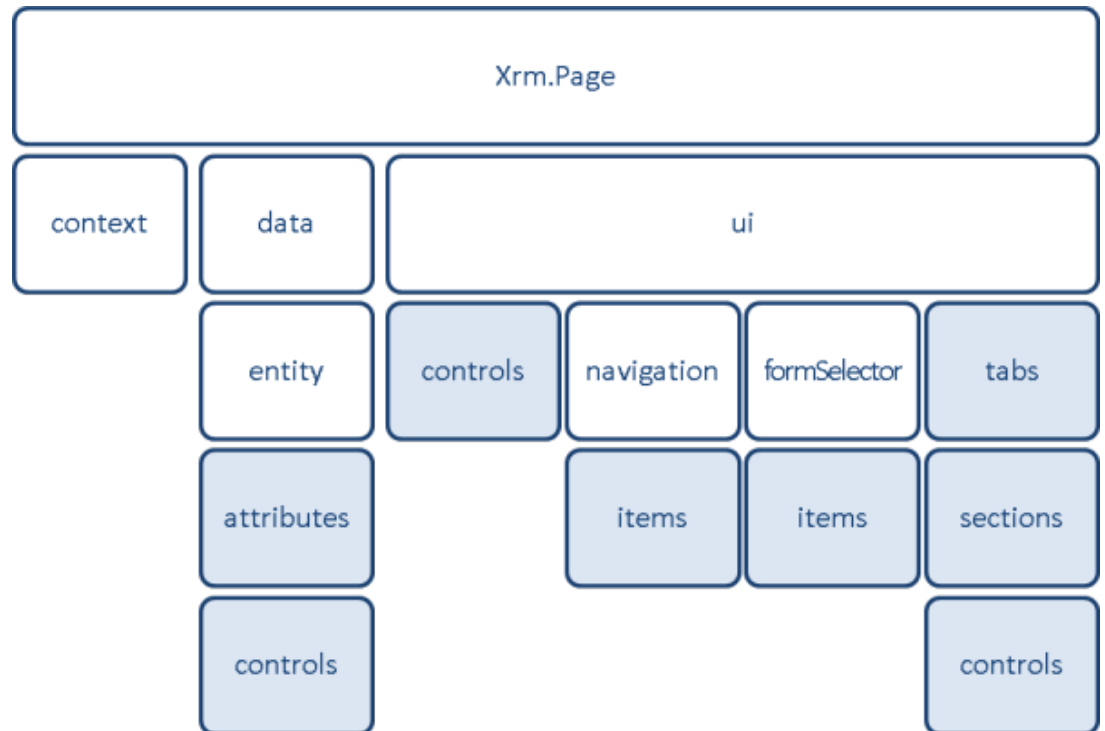 Xrm.Page
context data ui
entity controls navigation formSelector tabs
attributes items items sections
controls controls